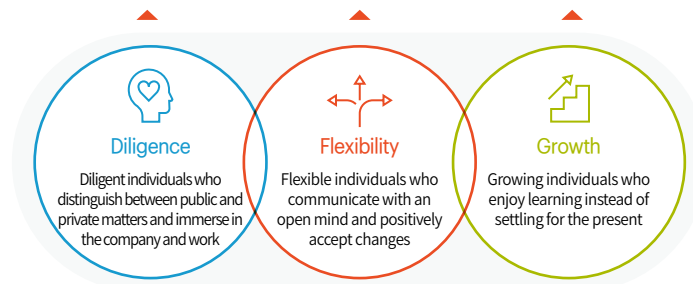 Diligence
Diligent individuals who
distinguish between public and
private matters and immerse in
the company and work
Flexibility
Flexible individuals who
communicate with an
open mind and positively
accept changes
Growth
Growing individuals who
enjoy learning instead of
settling for the present